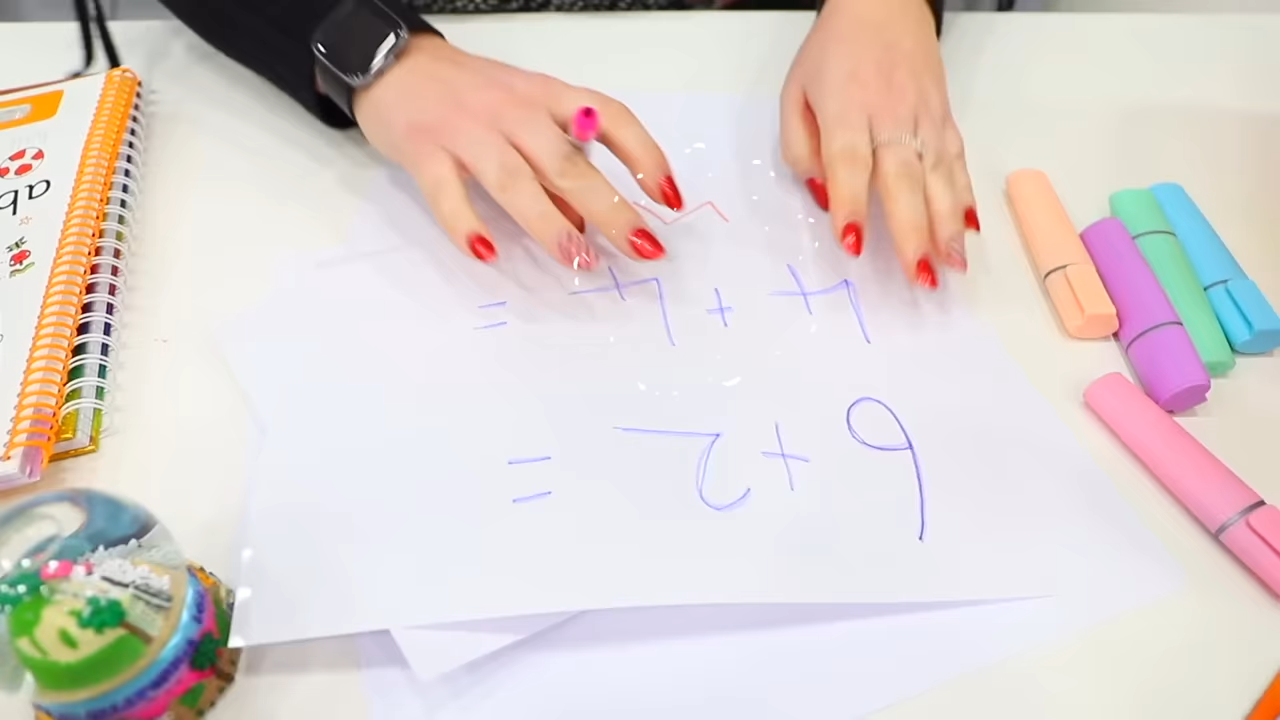 6 + 2 =
4 + 4 =